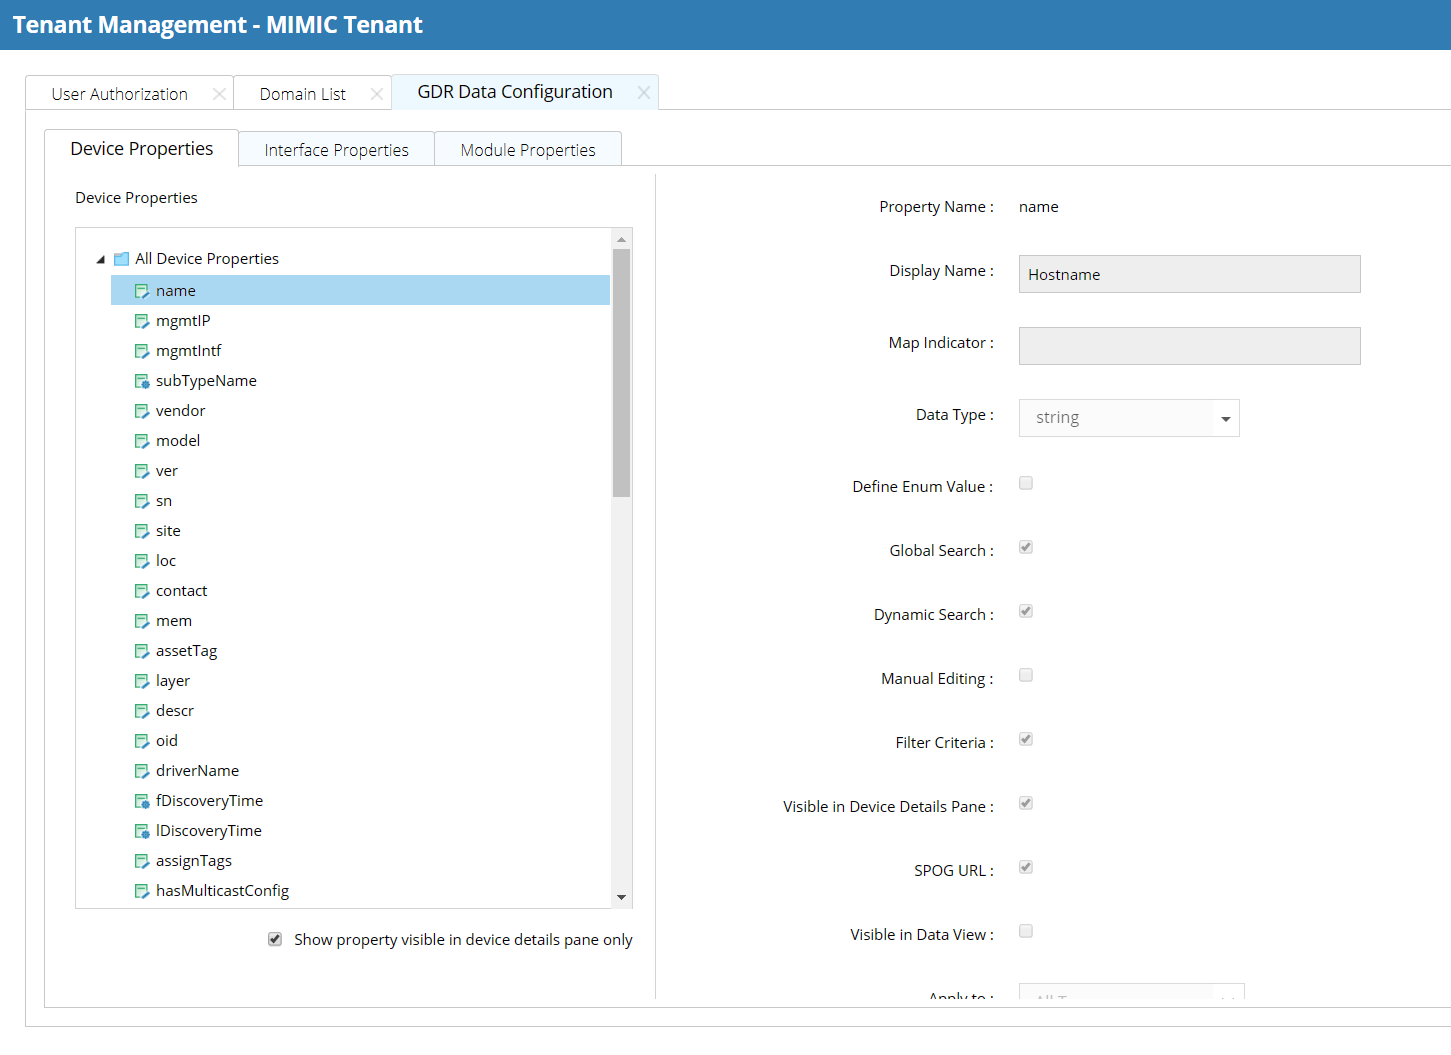 Tenant Management - MIMIC Tenant
User Authorization
Domain List
GDR Data Configuration
Device Properties
Interface Properties
Module Properties
Device Properties
All Device Properties
name
mgmtIP
mgmtIntf
subTypeName
vendor
model
ver
sn
site
loc
contact
mem
assetTag
layer
descr
oid
driverName
fDiscoveryTime
lDiscoveryTime
assignTags
hasMulticastConfig
Show property visible in device details pane only
Property Name : name
Display Name : Hostname
Map Indicator :
Data Type : string
Define Enum Value :
Global Search :
Dynamic Search :
Manual Editing :
Filter Criteria :
Visible in Device Details Pane :
SPOG URL :
Visible in Data View :
Apply to :